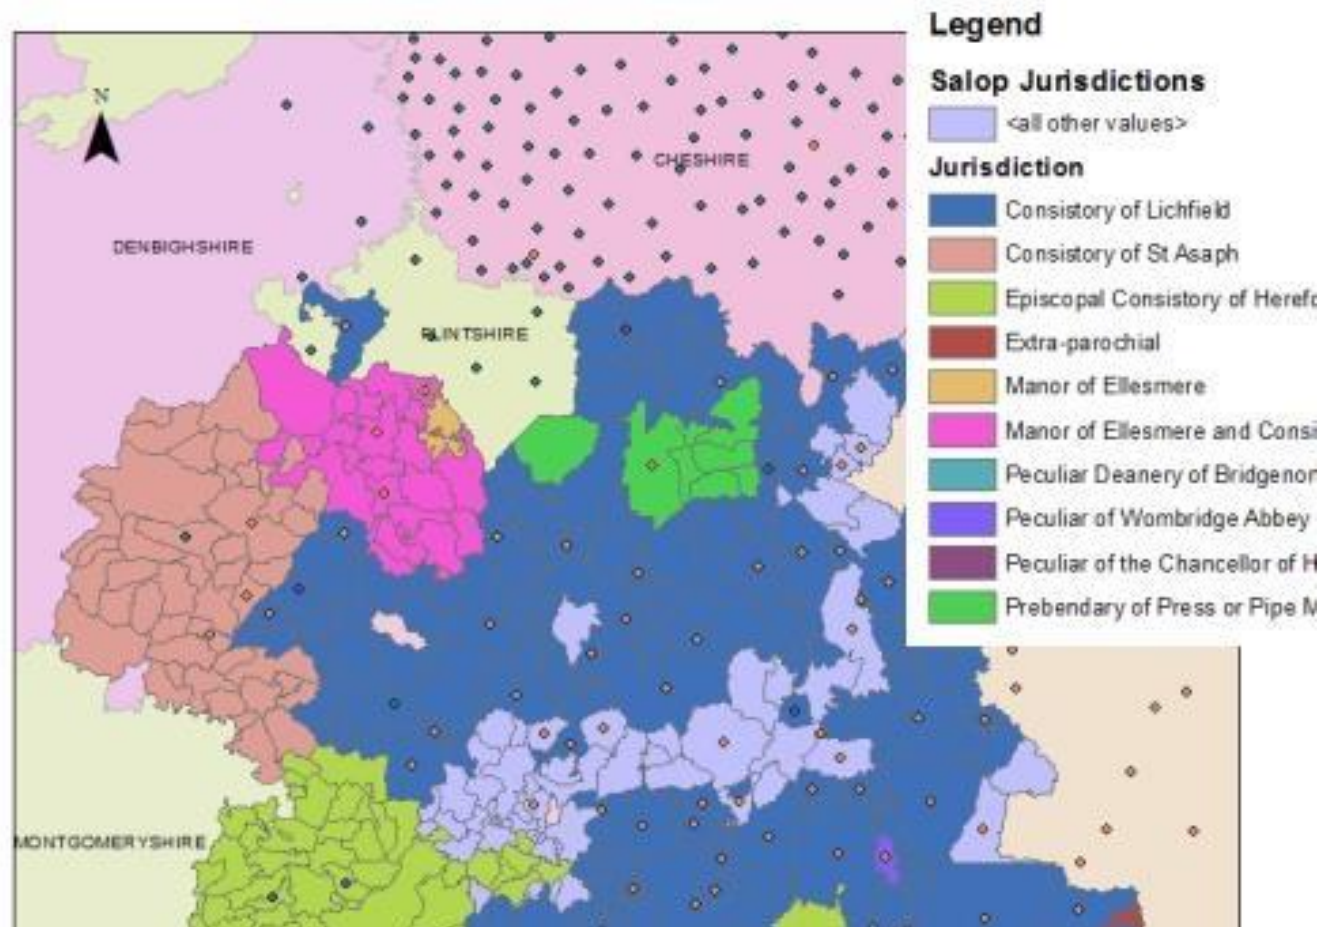 Legend
Salop Jurisdictions
<all other values>
Jurisdiction
Consistory of Lichfield
Consistory of St Asaph
Episcopal Consistory of Herefo
Extra-parochial
Manor of Ellesmere
Manor of Ellesmere and Consi
Peculiar Deanery of Bridgenor
Peculiar of Wombridge Abbey
Peculiar of the Chancellor of H
Prebendary of Press or Pipe M
N
CHESHIRE
DENBIGHSHIRE
FLINTSHIRE
MONTGOMERYSHIRE